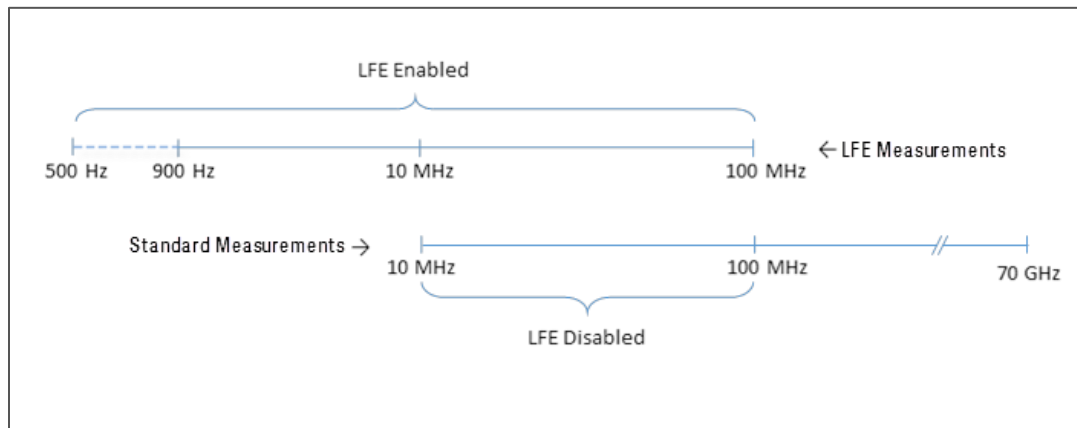 LFE Enabled
500 Hz 900 Hz 10 MHz 100 MHz
← LFE Measurements
Standard Measurements →
10 MHz 100 MHz 70 GHz
LFE Disabled